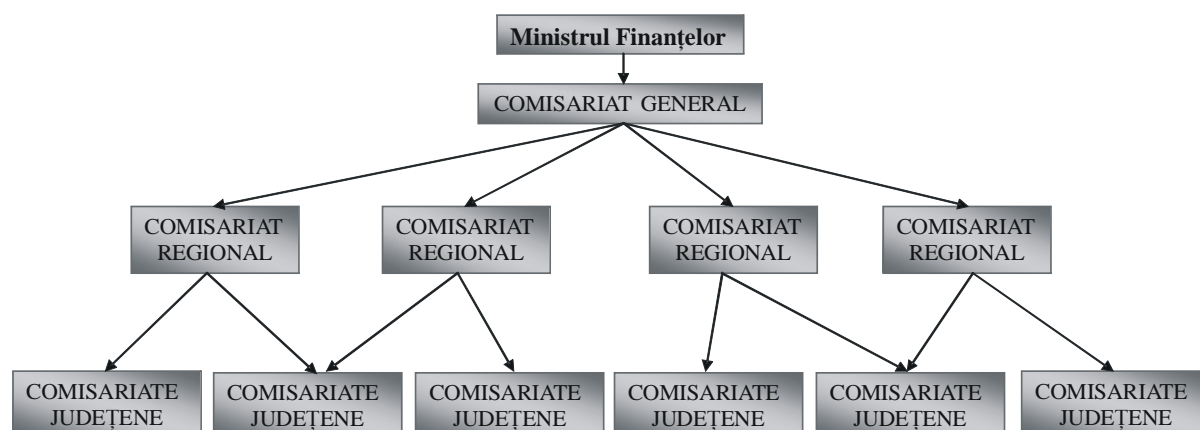 Ministrul Finanțelor
COMISARIAT GENERAL
COMISARIAT
REGIONAL
COMISARIAT
REGIONAL
COMISARIAT
REGIONAL
COMISARIAT
REGIONAL
COMISARIATE
JUDEȚENE
COMISARIATE
JUDEȚENE
COMISARIATE
JUDEȚENE
COMISARIATE
JUDEȚENE
COMISARIATE
JUDEȚENE
COMISARIATE
JUDEȚENE